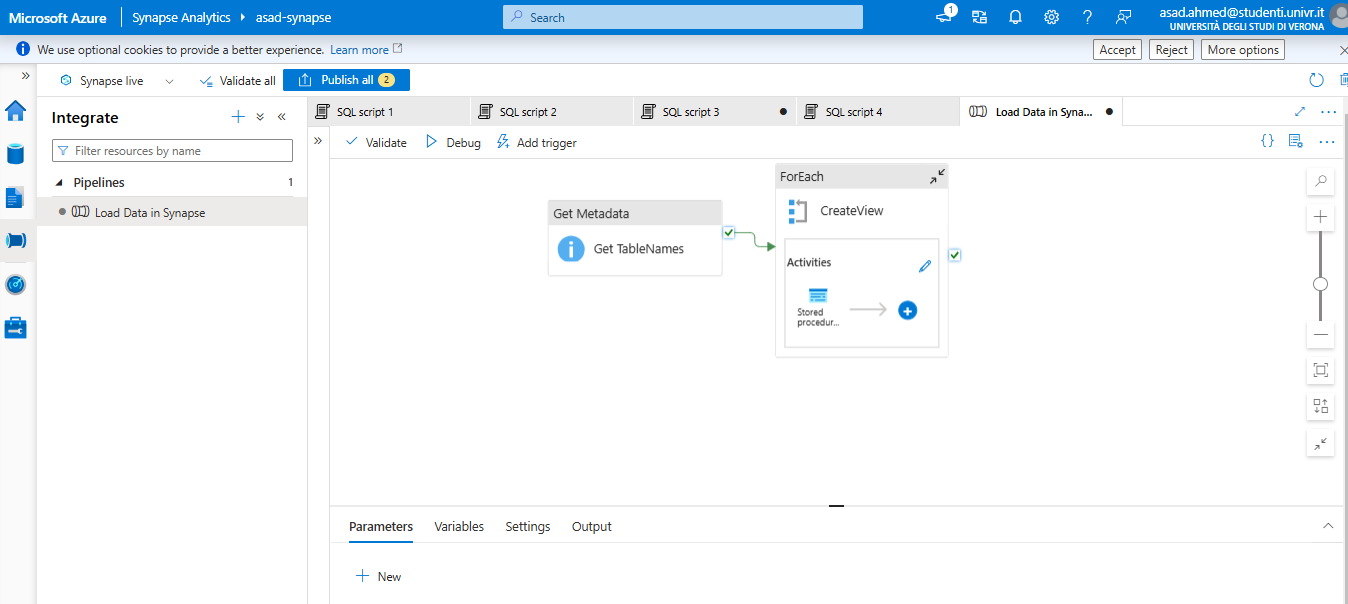 Microsoft Azure
Synapse Analytics
asad-synapse
Search
1
asad.ahmed@studenti.univr.it
UNIVERSITÀ DEGLI STUDI DI VERONA
We use optional cookies to provide a better experience. Learn more
Accept
Reject
More options
Synapse live
Validate all
Publish all 2
Integrate
SQL script 1
SQL script 2
SQL script 3
SQL script 4
Load Data in Syna...
Filter resources by name
Validate
Debug
Add trigger
Pipelines
1
Load Data in Synapse
Get Metadata
Get TableNames
ForEach
CreateView
Activities
Stored
procedur...
Parameters
Variables
Settings
Output
New